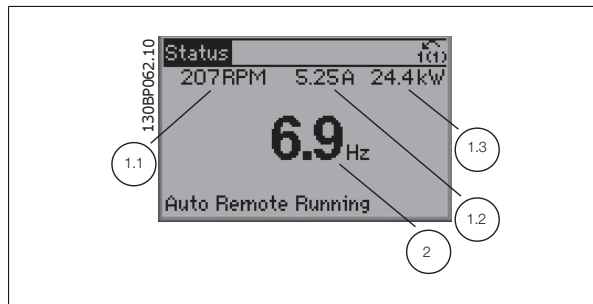 130BP062.10
Status
1(1)
207RPM 5.25A 24.4kW
6.9Hz
Auto Remote Running
1.1
1.3
1.2
2